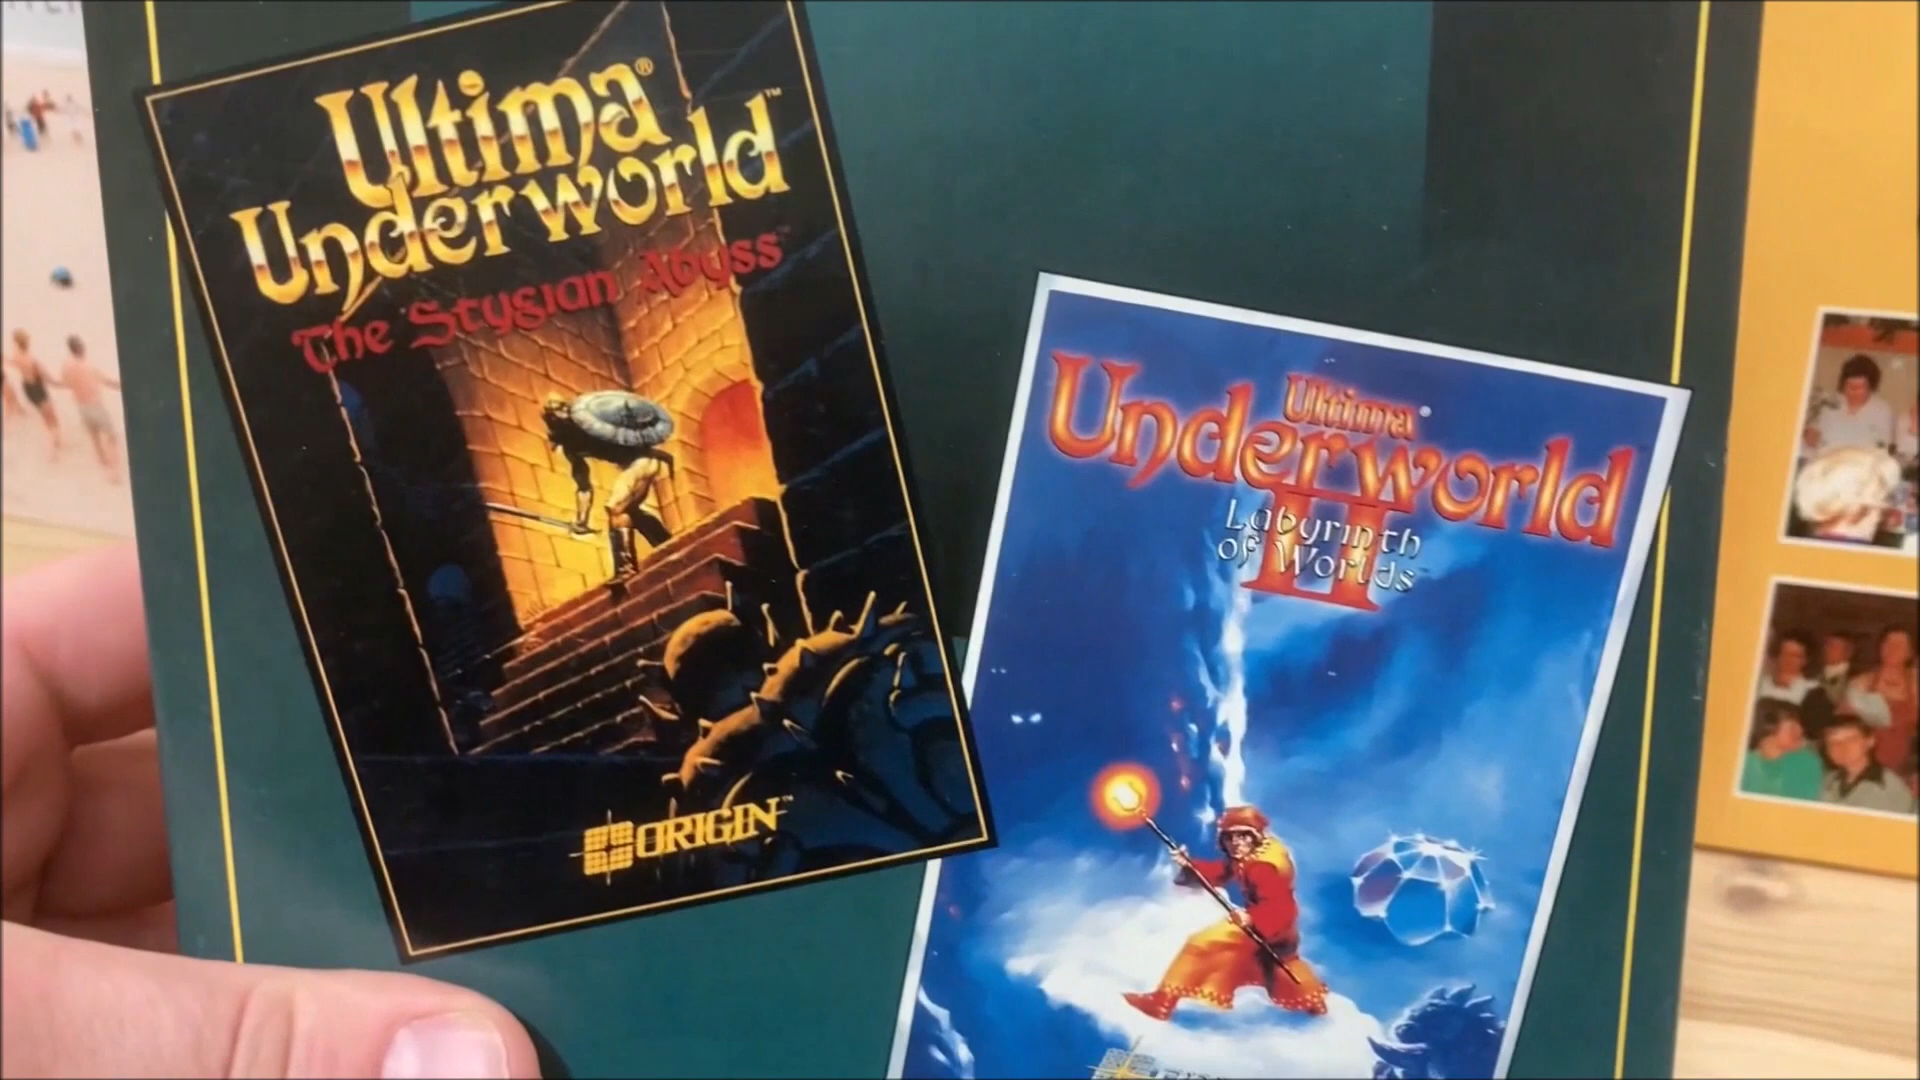 Ultima®
Underworld™
The Stygian Abyss™
ORIGIN™
Ultima
Underworld
II
Labyrinth
of Worlds